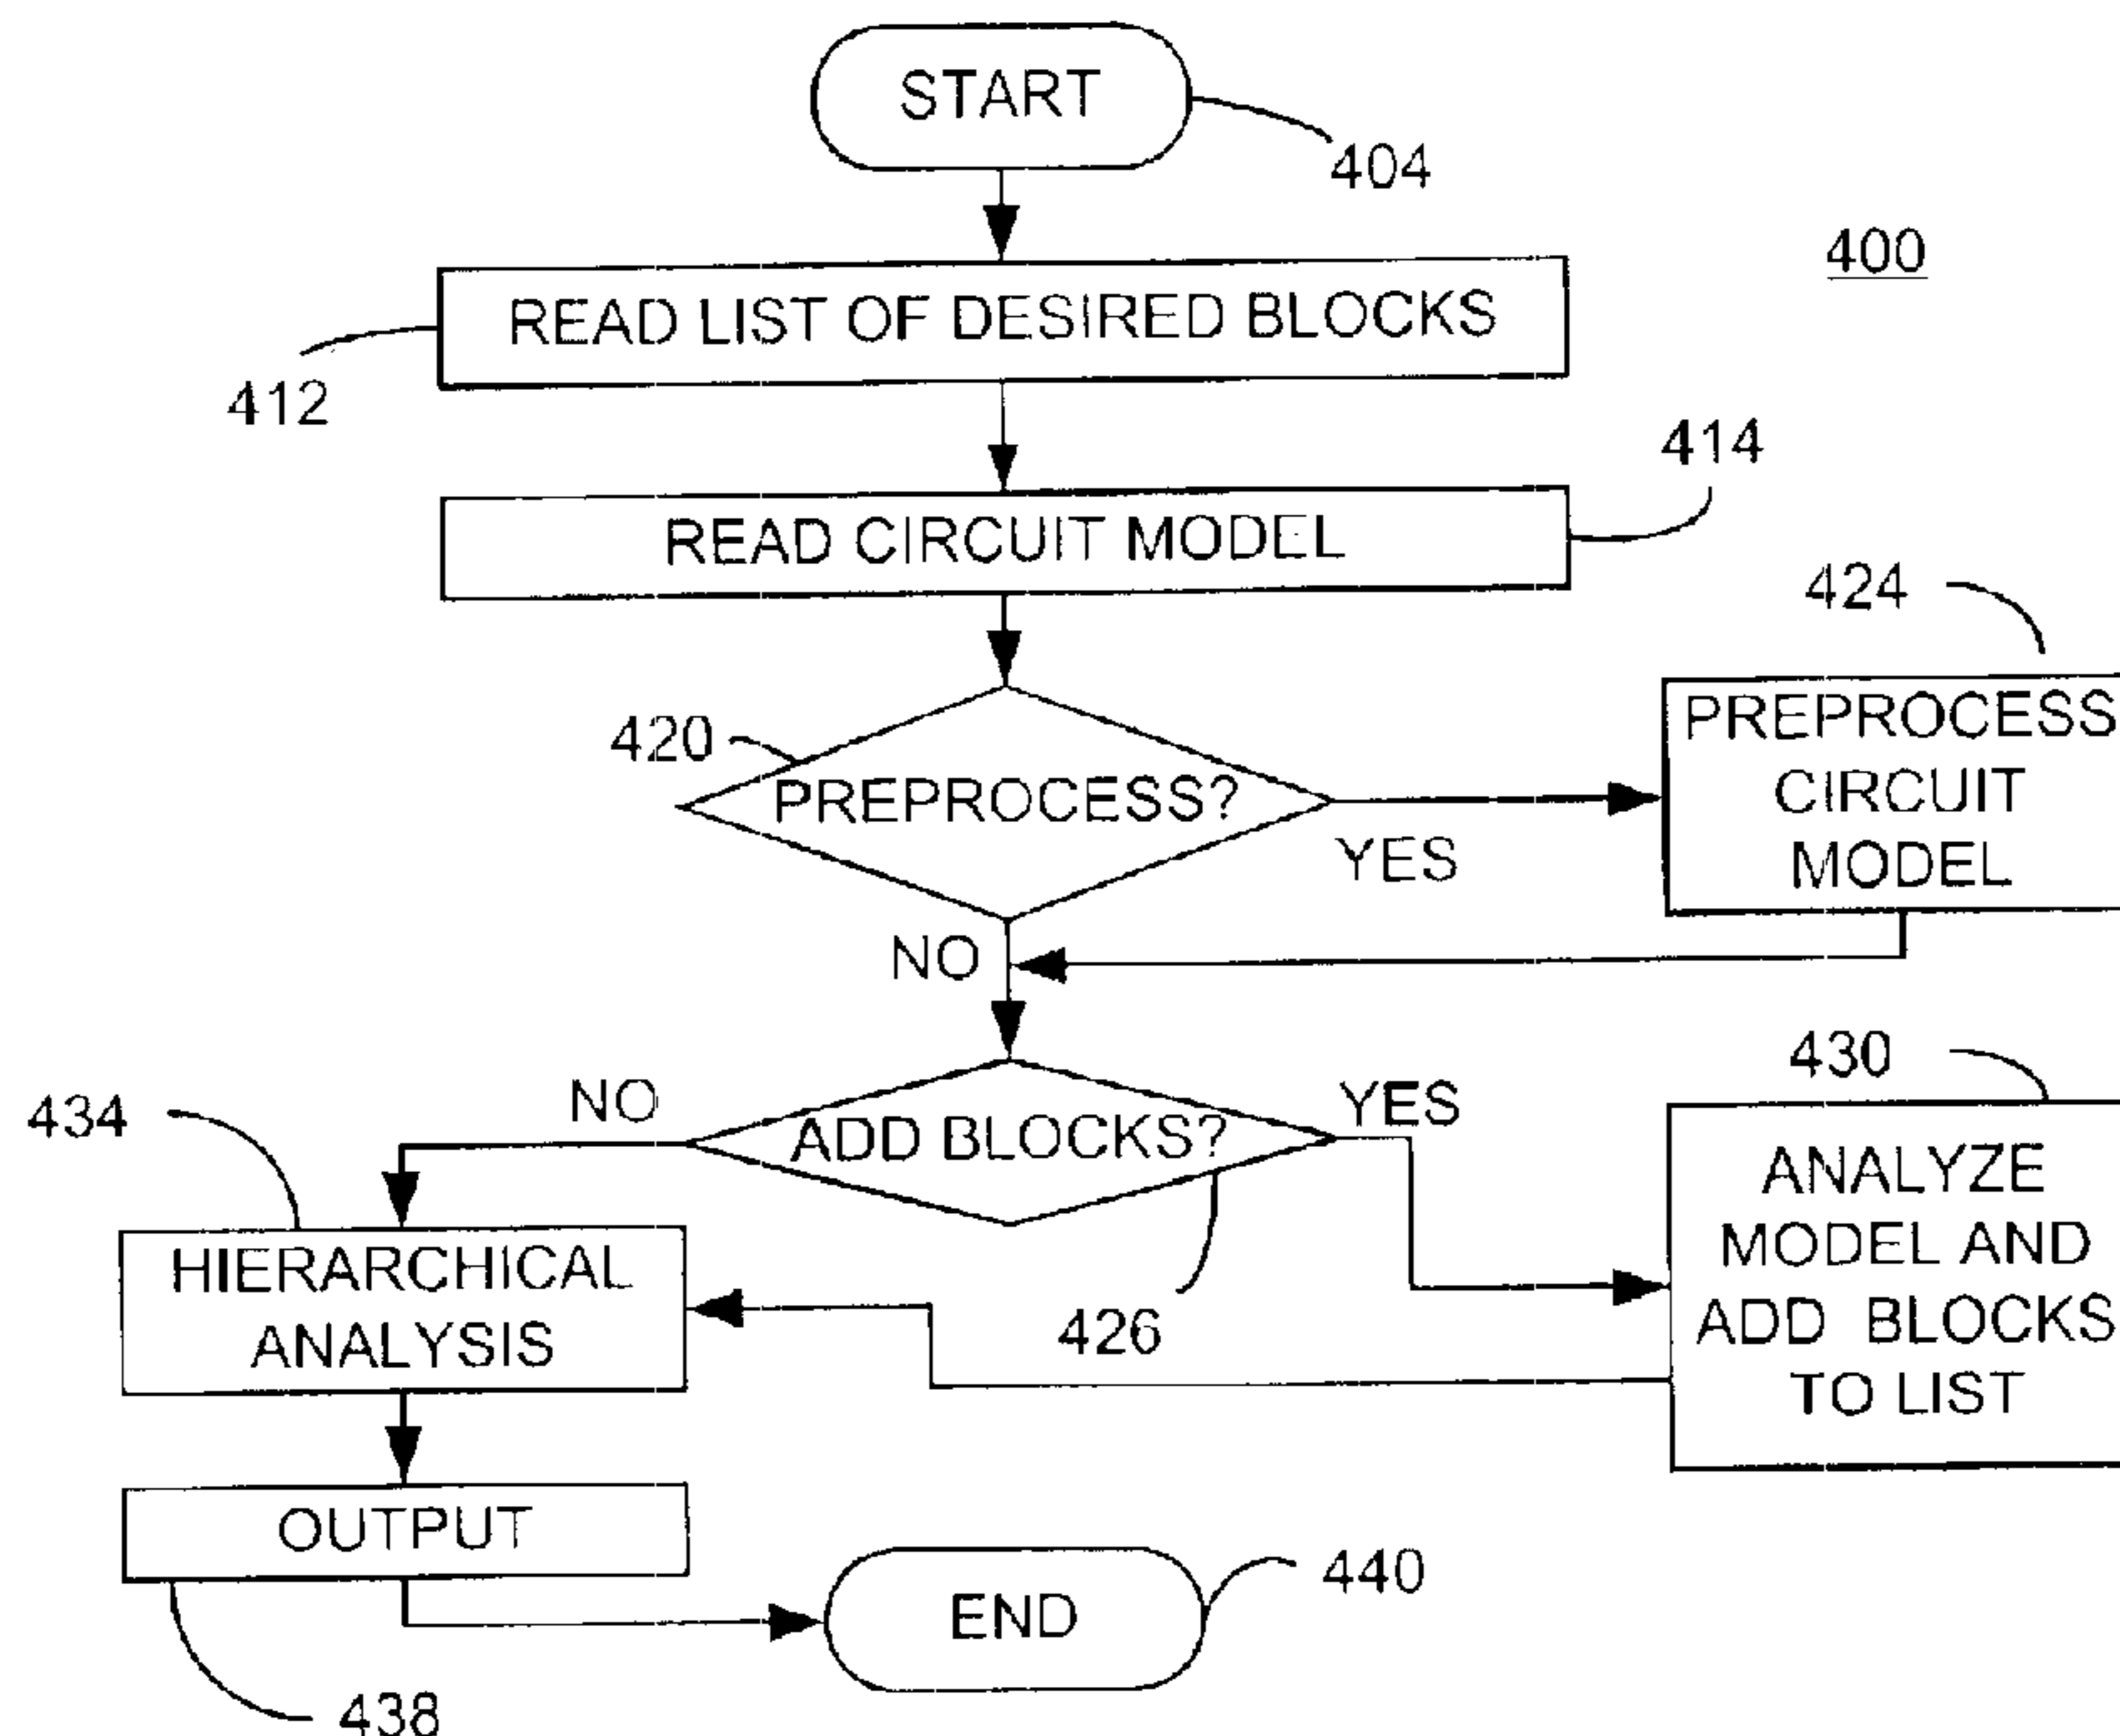 START
404
400
READ LIST OF DESIRED BLOCKS
412
414
READ CIRCUIT MODEL
424
420
PREPROCESS?
YES
PREPROCESS
CIRCUIT
MODEL
NO
430
434
NO
ADD BLOCKS?
YES
426
ANALYZE
MODEL AND
ADD BLOCKS
TO LIST
HIERARCHICAL
ANALYSIS
OUTPUT
438
END
440